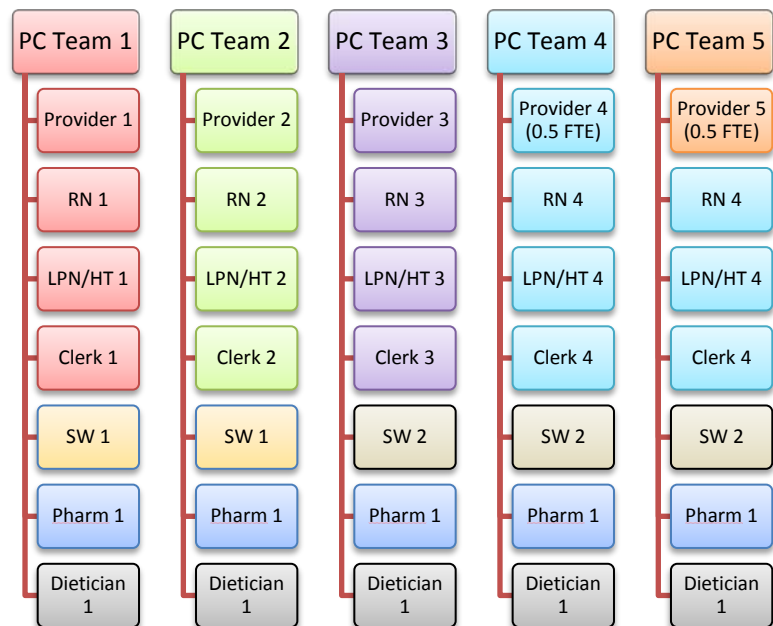 PC Team 1
Provider 1
RN 1
LPN/HT 1
Clerk 1
SW 1
Pharm 1
Dietician
1
PC Team 2
Provider 2
RN 2
LPN/HT 2
Clerk 2
SW 1
Pharm 1
Dietician
1
PC Team 3
Provider 3
RN 3
LPN/HT 3
Clerk 3
SW 2
Pharm 1
Dietician
1
PC Team 4
Provider 4
(0.5 FTE)
RN 4
LPN/HT 4
Clerk 4
SW 2
Pharm 1
Dietician
1
PC Team 5
Provider 5
(0.5 FTE)
RN 4
LPN/HT 4
Clerk 4
SW 2
Pharm 1
Dietician
1